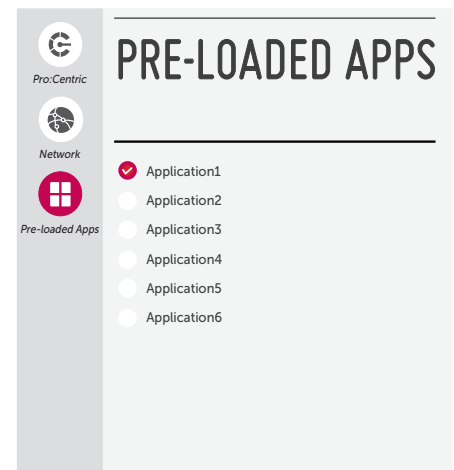 Pro:Centric
Network
Pre-loaded Apps
PRE-LOADED APPS
Application1
Application2
Application3
Application4
Application5
Application6